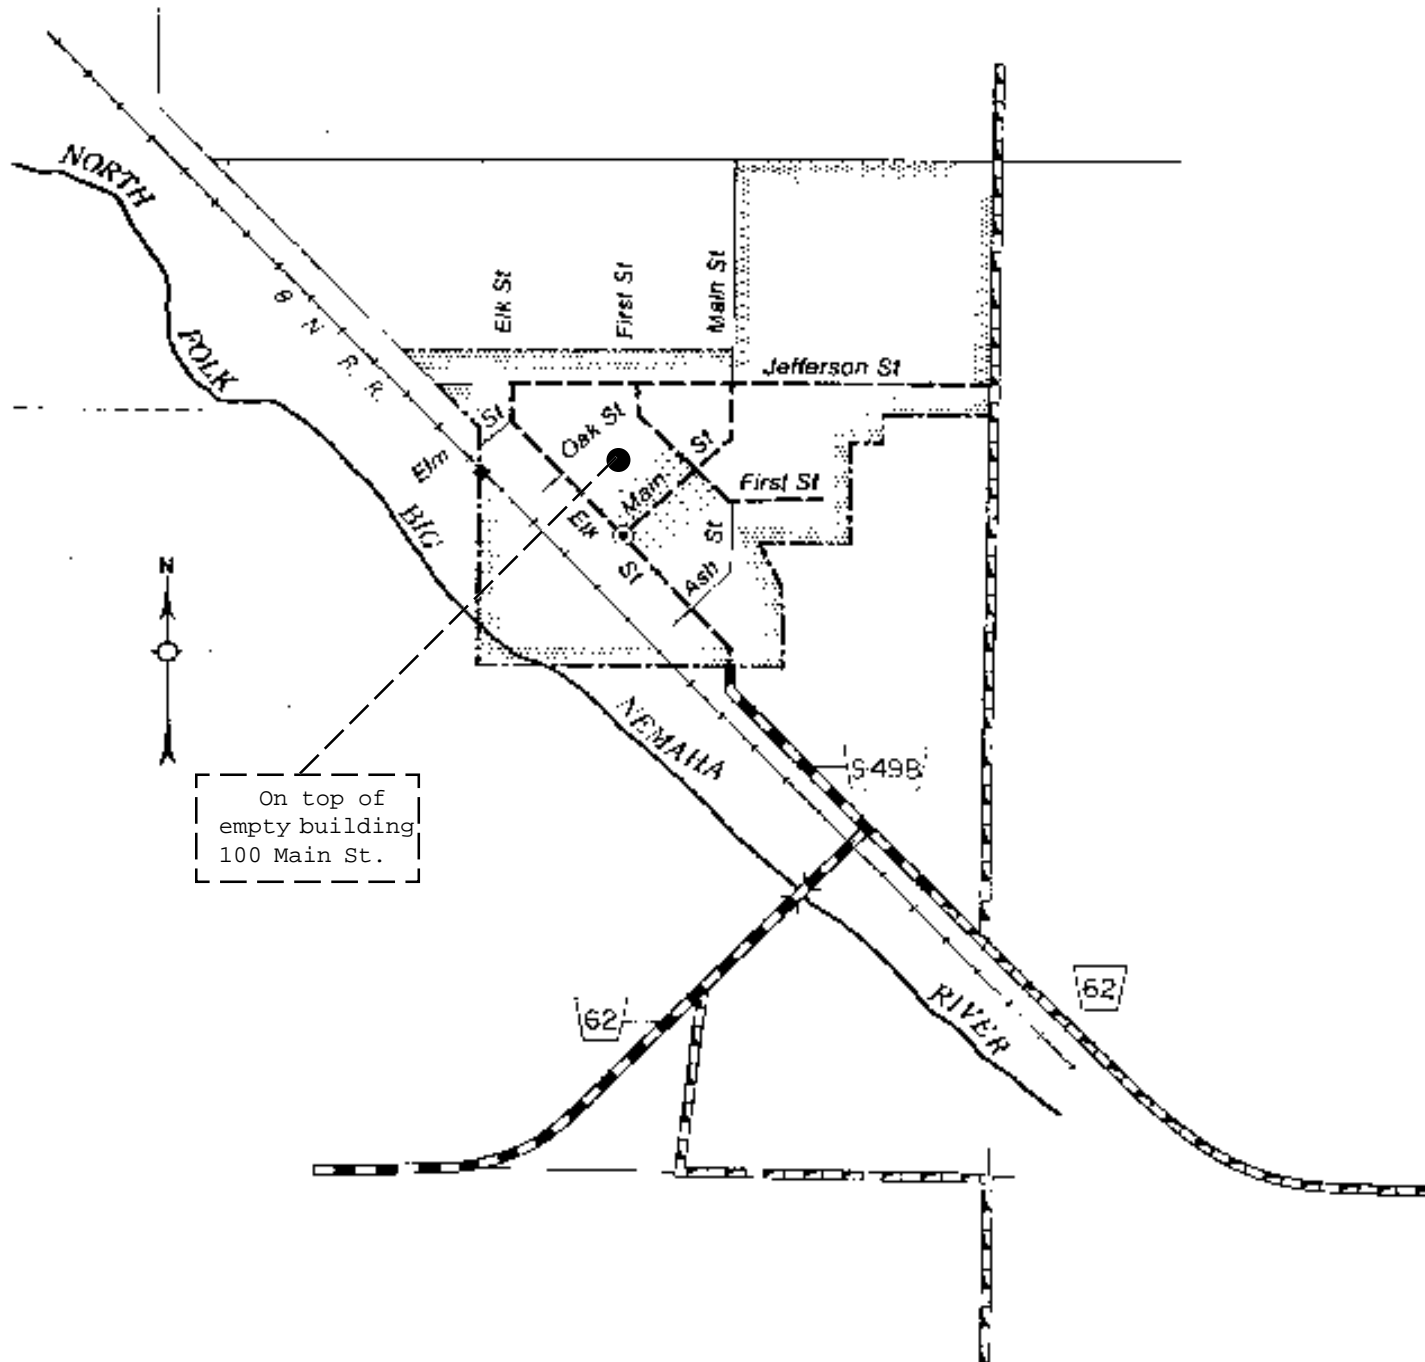 NORTH
FOLK
BIG
NEMAHA
RIVER
B N R. R.
Elk St
First St
Main St
Jefferson St
Elm St
Oak St
Main St
First St
Elk St
Ash St
N
On top of
empty building
100 Main St.
S-49B
62
62